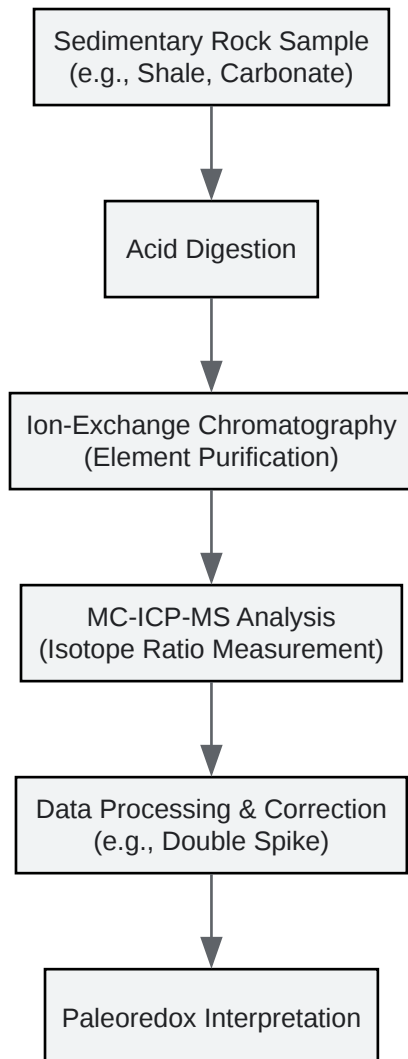 Sedimentary Rock Sample
(e.g., Shale, Carbonate)
Acid Digestion
Ion-Exchange Chromatography
(Element Purification)
MC-ICP-MS Analysis
(Isotope Ratio Measurement)
Data Processing & Correction
(e.g., Double Spike)
Paleoredox Interpretation